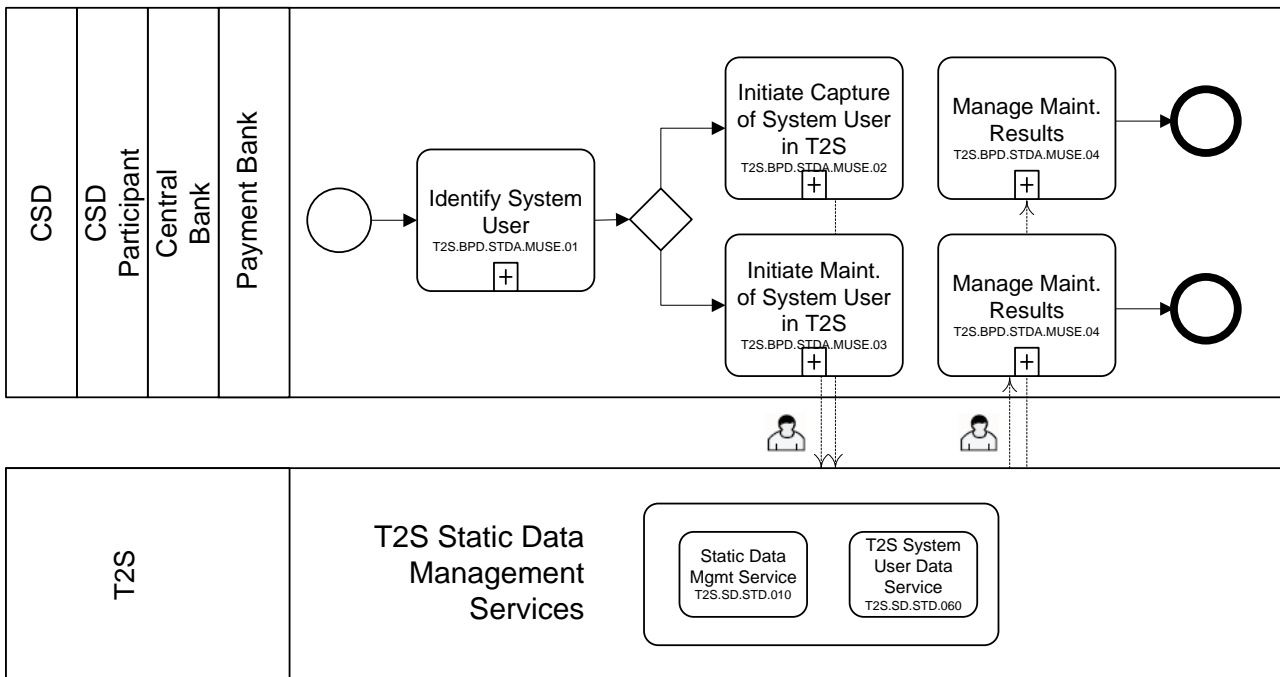 CSD
CSD
Participant
Central
Bank
Payment Bank
Identify System
User
T2S.BPD.STDA.MUSE.01
Initiate Capture
of System User
in T2S
T2S.BPD.STDA.MUSE.02
Manage Maint.
Results
T2S.BPD.STDA.MUSE.04
Initiate Maint.
of System User
in T2S
T2S.BPD.STDA.MUSE.03
Manage Maint.
Results
T2S.BPD.STDA.MUSE.04
T2S
T2S Static Data
Management
Services
Static Data
Mgmt Service
T2S.SD.STD.010
T2S System
User Data
Service
T2S.SD.STD.060